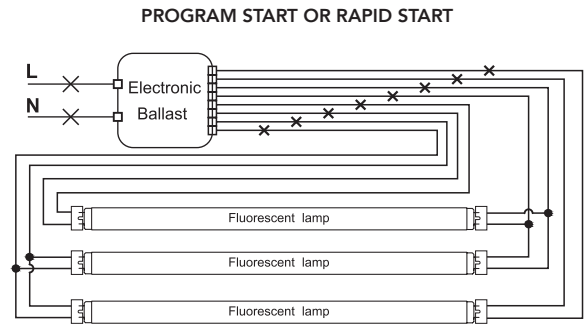 PROGRAM START OR RAPID START
L
N
Electronic
Ballast
Fluorescent lamp
Fluorescent lamp
Fluorescent lamp